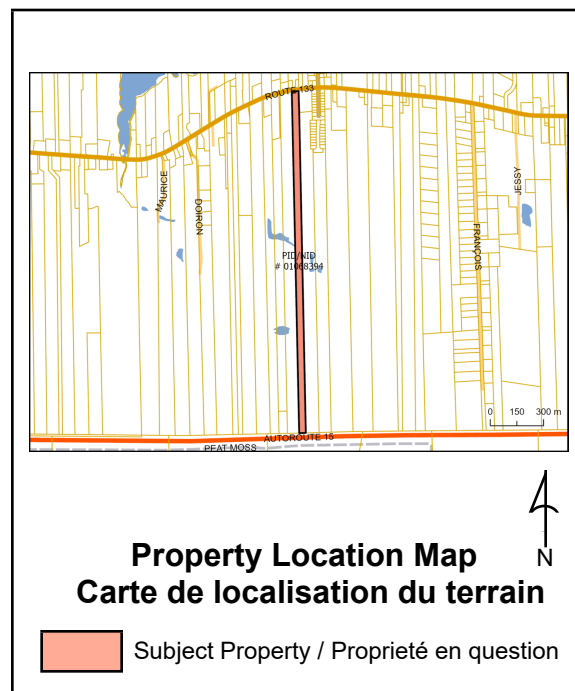 ROUTE 133
MAURICE
DOIRON
JESSY
FRANÇOIS
PID/NID
# 01068394
0 150 300 m
AUTOROUTE 15
PEAT MOSS
N
Property Location Map
Carte de localisation du terrain
Subject Property / Proprieté en question